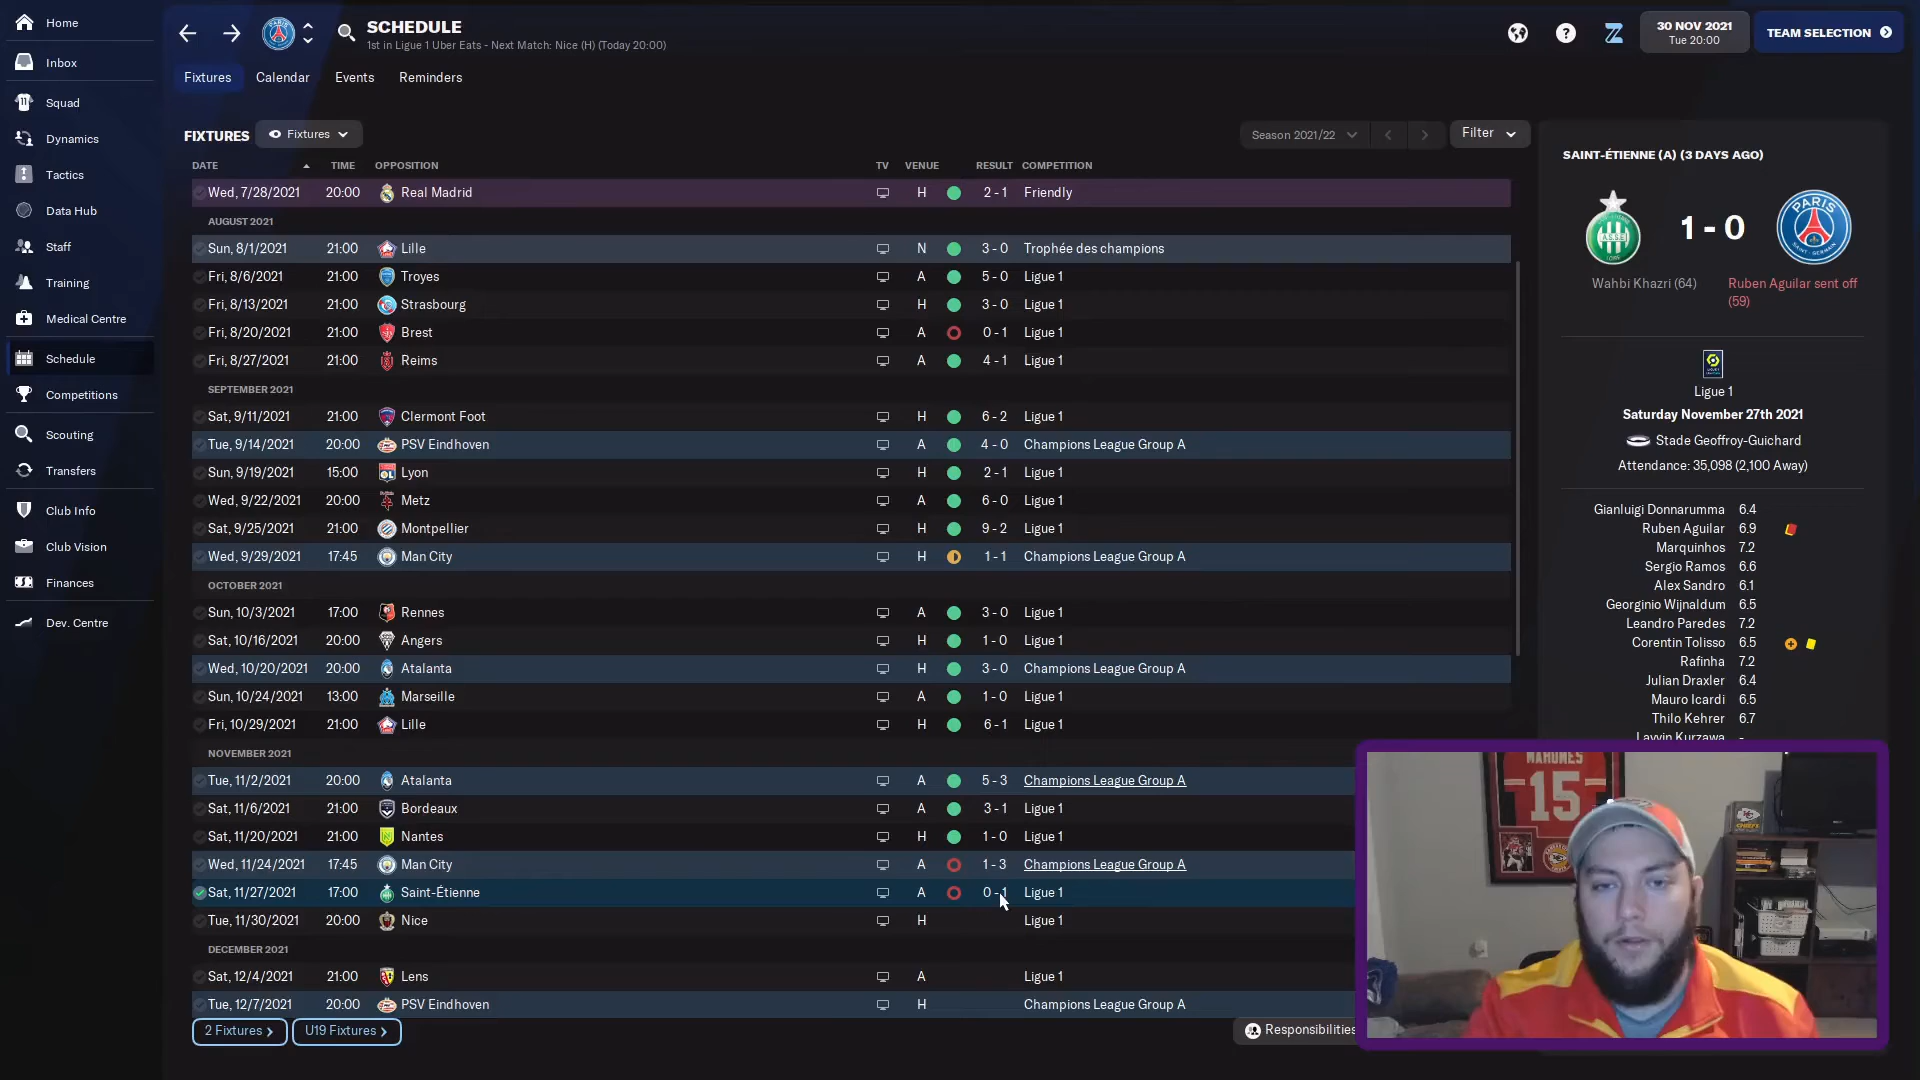 Home
Inbox
Squad
Dynamics
Tactics
Data Hub
Staff
Training
Medical Centre
Schedule
Competitions
Scouting
Transfers
Club Info
Club Vision
Finances
Dev. Centre
SCHEDULE
1st in Ligue 1 Uber Eats - Next Match: Nice (H) (Today 20:00)
30 NOV 2021
Tue 20:00
TEAM SELECTION
Fixtures Calendar Events Reminders
FIXTURES Fixtures Season 2021/22 Filter
DATE TIME OPPOSITION TV VENUE RESULT COMPETITION
Wed, 7/28/2021 20:00 Real Madrid H 2 - 1 Friendly
AUGUST 2021
Sun, 8/1/2021 21:00 Lille N 3 - 0 Trophée des champions
Fri, 8/6/2021 21:00 Troyes A 5 - 0 Ligue 1
Fri, 8/13/2021 21:00 Strasbourg H 3 - 0 Ligue 1
Fri, 8/20/2021 21:00 Brest A 0 - 1 Ligue 1
Fri, 8/27/2021 21:00 Reims A 4 - 1 Ligue 1
SEPTEMBER 2021
Sat, 9/11/2021 21:00 Clermont Foot H 6 - 2 Ligue 1
Tue, 9/14/2021 20:00 PSV Eindhoven A 4 - 0 Champions League Group A
Sun, 9/19/2021 15:00 Lyon H 2 - 1 Ligue 1
Wed, 9/22/2021 20:00 Metz A 6 - 0 Ligue 1
Sat, 9/25/2021 21:00 Montpellier H 9 - 2 Ligue 1
Wed, 9/29/2021 17:45 Man City H 1 - 1 Champions League Group A
OCTOBER 2021
Sun, 10/3/2021 17:00 Rennes A 3 - 0 Ligue 1
Sat, 10/16/2021 20:00 Angers H 1 - 0 Ligue 1
Wed, 10/20/2021 20:00 Atalanta H 3 - 0 Champions League Group A
Sun, 10/24/2021 13:00 Marseille A 1 - 0 Ligue 1
Fri, 10/29/2021 21:00 Lille H 6 - 1 Ligue 1
NOVEMBER 2021
Tue, 11/2/2021 20:00 Atalanta A 5 - 3 Champions League Group A
Sat, 11/6/2021 21:00 Bordeaux A 3 - 1 Ligue 1
Sat, 11/20/2021 21:00 Nantes H 1 - 0 Ligue 1
Wed, 11/24/2021 17:45 Man City A 1 - 3 Champions League Group A
Sat, 11/27/2021 17:00 Saint-Étienne A 0 - 1 Ligue 1
Tue, 11/30/2021 20:00 Nice H Ligue 1
DECEMBER 2021
Sat, 12/4/2021 21:00 Lens A Ligue 1
Tue, 12/7/2021 20:00 PSV Eindhoven H Champions League Group A
2 Fixtures U19 Fixtures Responsibilities
SAINT-ÉTIENNE (A) (3 DAYS AGO)
ASSE
PARIS
SAINT-GERMAIN
1 - 0
Wahbi Khazri (64)
Ruben Aguilar sent off
(59)
Ligue 1
Saturday November 27th 2021
Stade Geoffroy-Guichard
Attendance: 35,098 (2,100 Away)
Gianluigi Donnarumma 6.4
Ruben Aguilar 6.9
Marquinhos 7.2
Sergio Ramos 6.6
Alex Sandro 6.1
Georginio Wijnaldum 6.5
Leandro Paredes 7.2
Corentin Tolisso 6.5
Rafinha 7.2
Julian Draxler 6.4
Mauro Icardi 6.5
Thilo Kehrer 6.7
Layvin Kurzawa -
MAHOMES
15
CHIEFS